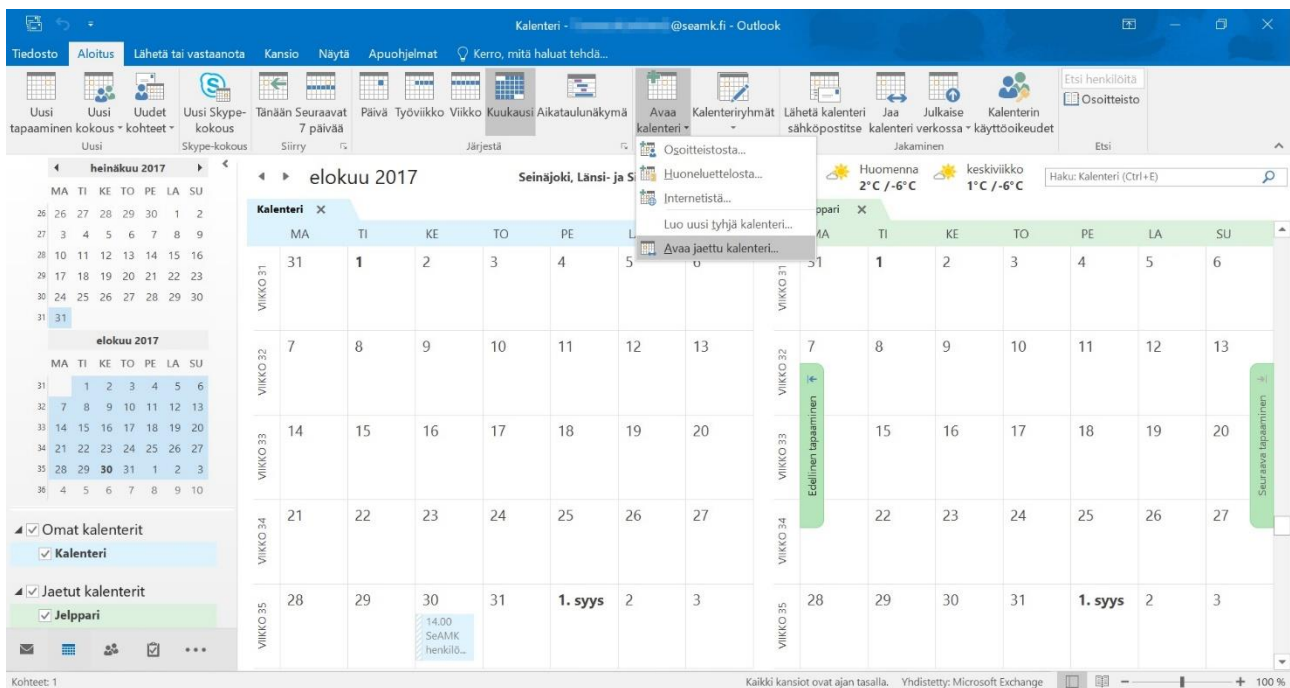 Kalenteri - @seamk.fi - Outlook
Tiedosto Aloitus Lähetä tai vastaanota Kansio Näytä Apuohjelmat Kerro, mitä haluat tehdä...
Uusi tapaaminen
Uusi kokous
Uudet kohteet
Uusi
Uusi Skype-kokous
Skype-kokous
Tänään
Seuraavat 7 päivää
Siirry
Päivä Työviikko Viikko Kuukausi Aikataulunäkymä
Järjestä
Avaa kalenteri
Kalenteriryhmät
Lähetä kalenteri sähköpostitse
Jaa kalenteri
Julkaise verkossa
Kalenterin käyttöoikeudet
Jakaminen
Etsi henkilöitä
Osoitteisto
Etsi
Osoitteistosta...
Huoneluettelosta...
Internetistä...
Luo uusi tyhjä kalenteri...
Avaa jaettu kalenteri...
heinäkuu 2017
MA TI KE TO PE LA SU
26 26 27 28 29 30 1 2
27 3 4 5 6 7 8 9
28 10 11 12 13 14 15 16
29 17 18 19 20 21 22 23
30 24 25 26 27 28 29 30
31 31
elokuu 2017
MA TI KE TO PE LA SU
31 1 2 3 4 5 6
32 7 8 9 10 11 12 13
33 14 15 16 17 18 19 20
34 21 22 23 24 25 26 27
35 28 29 30 31 1 2 3
36 4 5 6 7 8 9 10
Omat kalenterit
Kalenteri
Jaetut kalenterit
Jelppari
elokuu 2017
Seinäjoki, Länsi- ja S
Huomenna
2°C /-6°C
keskiviikko
1°C /-6°C
Haku: Kalenteri (Ctrl+E)
Kalenteri
MA TI KE TO PE L
VIIKKO 31
31 1 2 3 4 5 6
VIIKKO 32
7 8 9 10 11 12 13
VIIKKO 33
14 15 16 17 18 19 20
VIIKKO 34
21 22 23 24 25 26 27
VIIKKO 35
28 29 30 31 1. syys 2 3
14.00
SeAMK
henkilö...
ppari
MA TI KE TO PE LA SU
VIIKKO 31
31 1 2 3 4 5 6
VIIKKO 32
7 8 9 10 11 12 13
VIIKKO 33
15 16 17 18 19 20
VIIKKO 34
22 23 24 25 26 27
VIIKKO 35
28 29 30 31 1. syys 2 3
Edellinen tapaaminen
Seuraava tapaaminen
Kohteet: 1
Kaikki kansiot ovat ajan tasalla. Yhdistetty: Microsoft Exchange 100 %